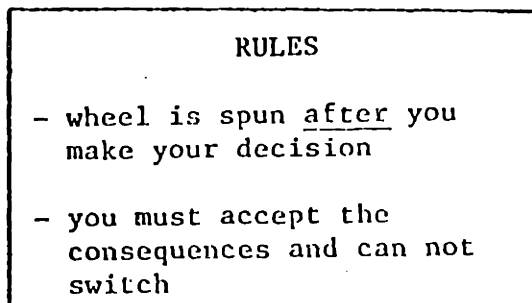 RULES
- wheel is spun after you
make your decision
- you must accept the
consequences and can not
switch